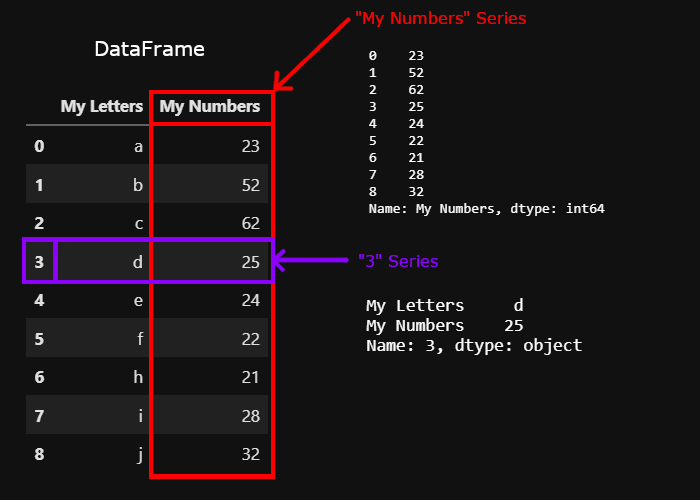 DataFrame
My Letters My Numbers
0 a 23
1 b 52
2 c 62
3 d 25
4 e 24
5 f 22
6 h 21
7 i 28
8 j 32
"My Numbers" Series
0 23
1 52
2 62
3 25
4 24
5 22
6 21
7 28
8 32
Name: My Numbers, dtype: int64
"3" Series
My Letters d
My Numbers 25
Name: 3, dtype: object